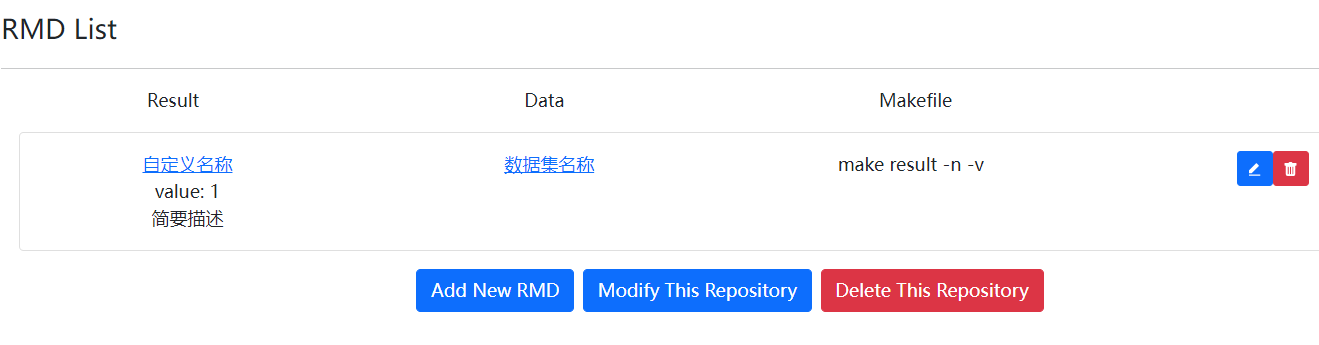 RMD List
Result Data Makefile
自定义名称 数据集名称 make result -n -v
value: 1
简要描述
Add New RMD Modify This Repository Delete This Repository